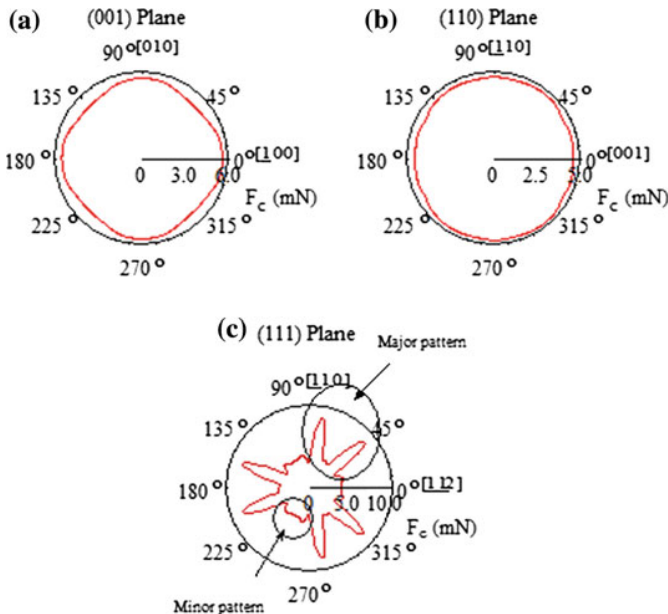 (a) (001) Plane
90°[010]
135° 45°
180° 0°[100]
0 3.0 6.0
F_c (mN)
225° 315°
270°
(b) (110) Plane
90°[110]
135° 45°
180° 0°[001]
0 2.5 5.0
F_c (mN)
225° 315°
270°
(c) (111) Plane
Major pattern
90°[110]
135° 45°
180° 0°[112]
0 5.0 10.0
F_c (mN)
225° 315°
270°
Minor pattern